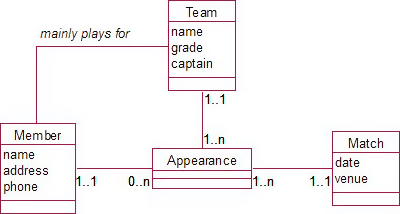 Team
name
grade
captain
mainly plays for
1..1
1..n
Member
name
address
phone
1..1
0..n
Appearance
1..n
1..1
Match
date
venue